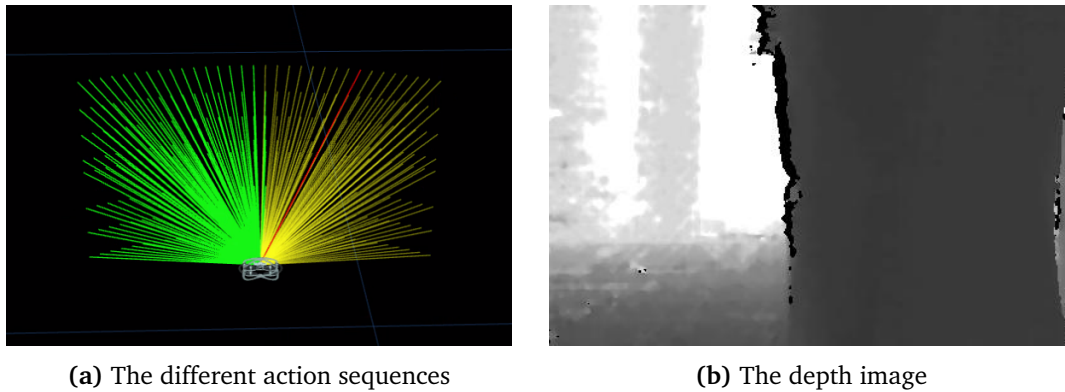 (a) The different action sequences
(b) The depth image